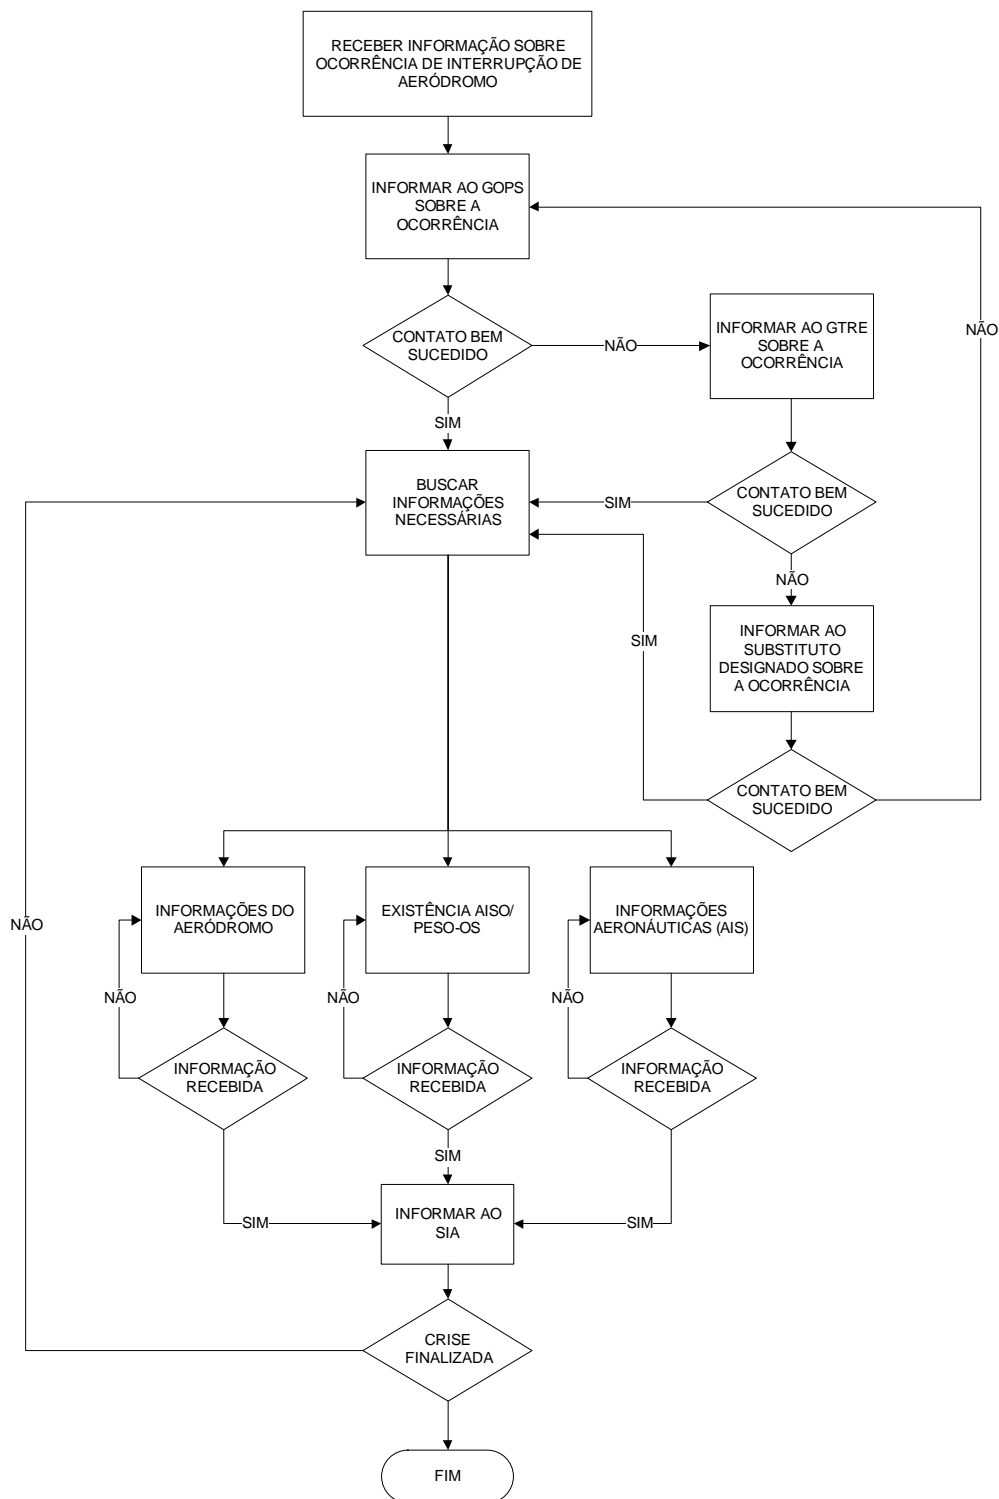 RECEBER INFORMAÇÃO SOBRE
OCORRÊNCIA DE INTERRUPÇÃO DE
AERÓDROMO
INFORMAR AO GOPS
SOBRE A
OCORRÊNCIA
CONTATO BEM
SUCEDIDO
NÃO
INFORMAR AO GTRE
SOBRE A
OCORRÊNCIA
NÃO
SIM
BUSCAR
INFORMAÇÕES
NECESSÁRIAS
SIM
CONTATO BEM
SUCEDIDO
NÃO
SIM
INFORMAR AO
SUBSTITUTO
DESIGNADO SOBRE
A OCORRÊNCIA
CONTATO BEM
SUCEDIDO
NÃO
INFORMAÇÕES DO
AERÓDROMO
EXISTÊNCIA AISO/
PESO-OS
INFORMAÇÕES
AERONÁUTICAS (AIS)
NÃO
NÃO
NÃO
INFORMAÇÃO
RECEBIDA
INFORMAÇÃO
RECEBIDA
INFORMAÇÃO
RECEBIDA
SIM
SIM
INFORMAR AO
SIA
SIM
CRISE
FINALIZADA
FIM